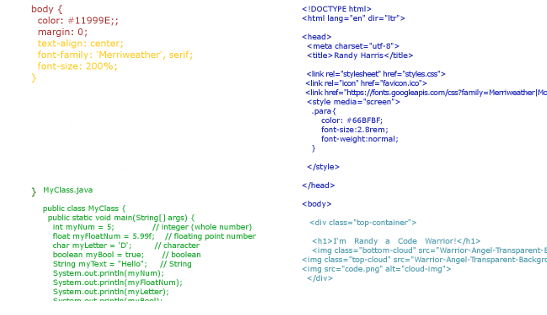 body {
color: #11999E;;
margin: 0;
text-align: center;
font-family: 'Merriweather', serif;
font-size: 200%;
}
} MyClass.java
public class MyClass {
public static void main(String[] args) {
int myNum = 5; // integer (whole number)
float myFloatNum = 5.99f; // floating point number
char myLetter = 'D'; // character
boolean myBool = true; // boolean
String myText = "Hello"; // String
System.out.println(myNum);
System.out.println(myFloatNum);
System.out.println(myLetter);
System.out.println(myBool);
<!DOCTYPE html>
<html lang="en" dir="ltr">
<head>
<meta charset="utf-8">
<title>Randy Harris</title>
<link rel="stylesheet" href="styles.css">
<link rel="icon" href="favicon.ico">
<link href="https://fonts.googleapis.com/css?family=Merriweather|Mo
<style media="screen">
.para{
color: #66BFBF;
font-size:2.8rem;
font-weight:normal;
}
</style>
</head>
<body>
<div class="top-container">
<h1>I'm Randy a Code Warrior!</h1>
<img class="bottom-cloud" src="Warrior-Angel-Transparent-B
<img class="top-cloud" src="Warrior-Angel-Transparent-Backgro
<img src="code.png" alt="cloud-img">
</div>